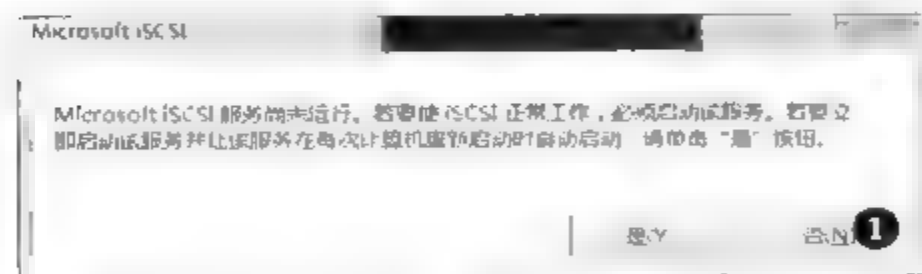 Microsoft iSCSI
Microsoft iSCSI 服务尚未运行。若要使 iSCSI 正常工作，必须启动该服务。若要立
即启动该服务并让该服务在每次计算机重新启动时自动启动 请单击"是"按钮。
是(Y
否(N)
1